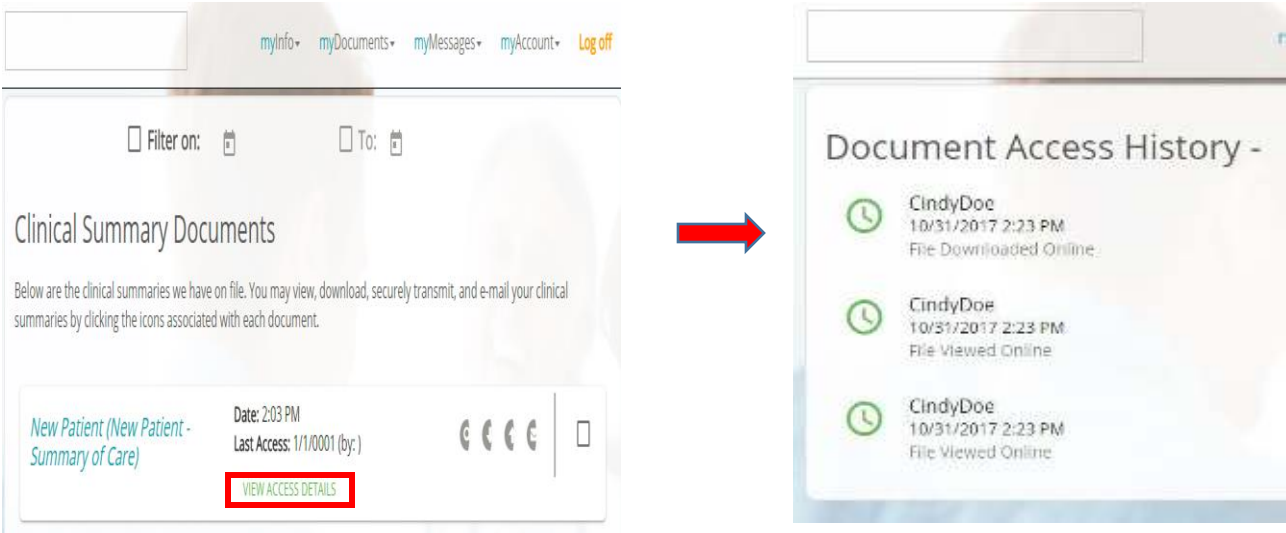 myInfo▾ myDocuments▾ myMessages▾ myAccount▾ Log off
Filter on: To:
Clinical Summary Documents
Below are the clinical summaries we have on file. You may view, download, securely transmit, and e-mail your clinical
summaries by clicking the icons associated with each document.
New Patient (New Patient -
Summary of Care)
Date: 2:03 PM
Last Access: 1/1/0001 (by: )
VIEW ACCESS DETAILS
Document Access History -
CindyDoe
10/31/2017 2:23 PM
File Downloaded Online
CindyDoe
10/31/2017 2:23 PM
File Viewed Online
CindyDoe
10/31/2017 2:23 PM
File Viewed Online